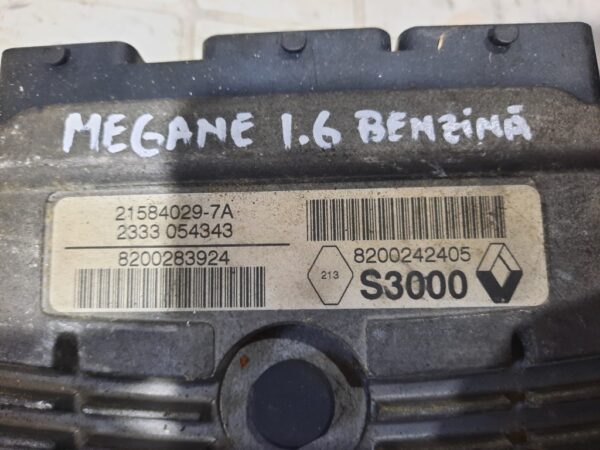 MEGANE 1.6 BENZINĂ
21584029-7A
2333 054343
8200283924
8200242405
213
S3000